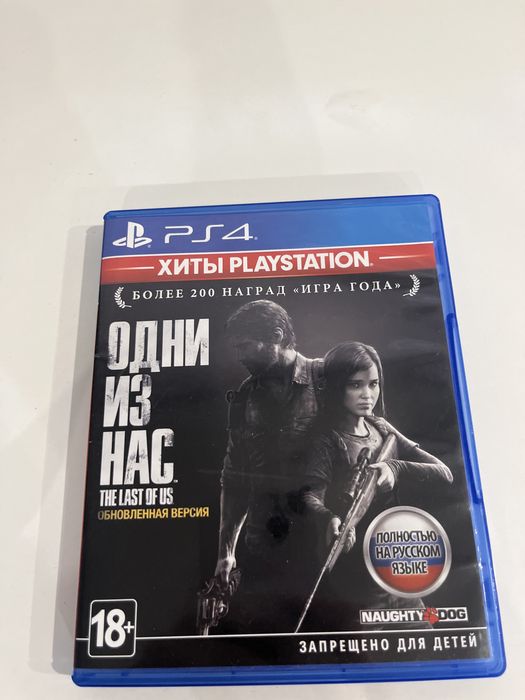 PS4
ХИТЫ PLAYSTATION
БОЛЕЕ 200 НАГРАД «ИГРА ГОДА»
ОДНИ
ИЗ
НАС
THE LAST OF US
ОБНОВЛЕННАЯ ВЕРСИЯ
ПОЛНОСТЬЮ
НА РУССКОМ
ЯЗЫКЕ
NAUGHTY DOG
18+
ЗАПРЕЩЕНО ДЛЯ ДЕТЕЙ